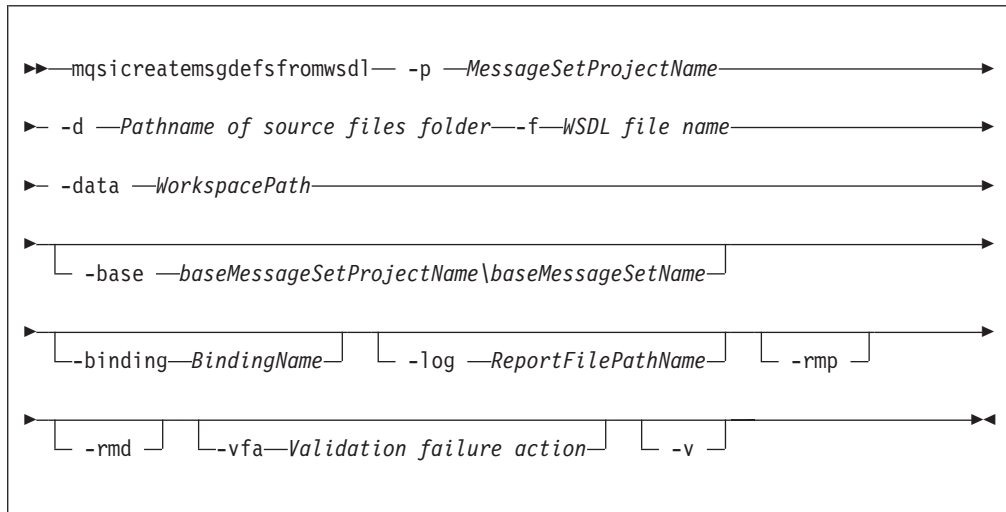 mqsicreatemsgdefsfromwsdl -p MessageSetProjectName
-d Pathname of source files folder -f WSDL file name
-data WorkspacePath
-base baseMessageSetProjectName\baseMessageSetName
-binding BindingName -log ReportFilePathName -rmp
-rmd -vfa Validation failure action -v